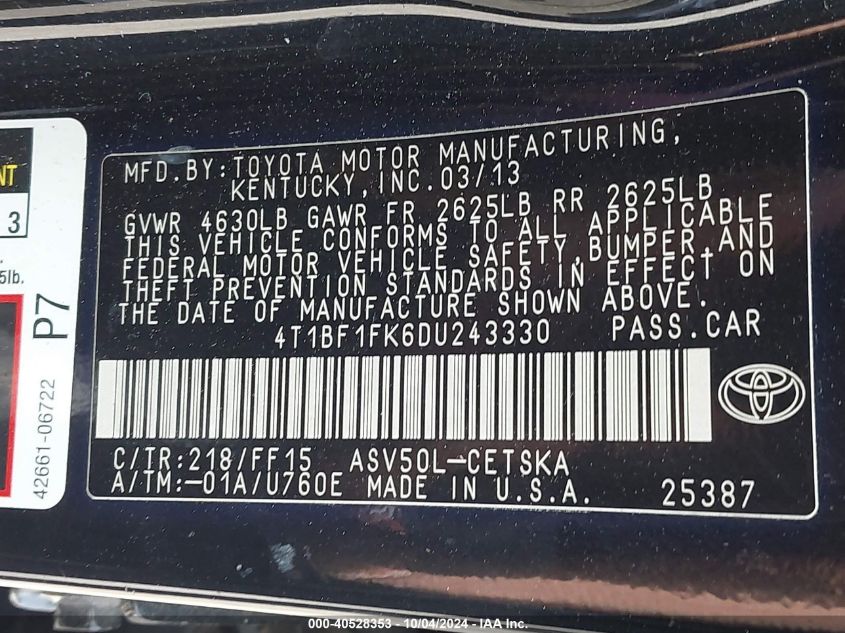 NT
3
5lb.
P7
42661-06722
MFD.BY:TOYOTA MOTOR MANUFACTURING,
KENTUCKY,INC.03/13
GVWR 4630LB GAWR FR 2625LB RR 2625LB
THIS VEHICLE CONFORMS TO ALL APPLICABLE
FEDERAL MOTOR VEHICLE SAFETY,BUMPER,AND
THEFT PREVENTION STANDARDS IN EFFECT ON
THE DATE OF MANUFACTURE SHOWN ABOVE.
4T1BF1FK6DU243330 PASS.CAR
C/TR:218/FF15 ASV50L-CETSKA
A/TM:-01A/U760E MADE IN U.S.A. 25387
000-40528353 - 10/04/2024 - IAA Inc.